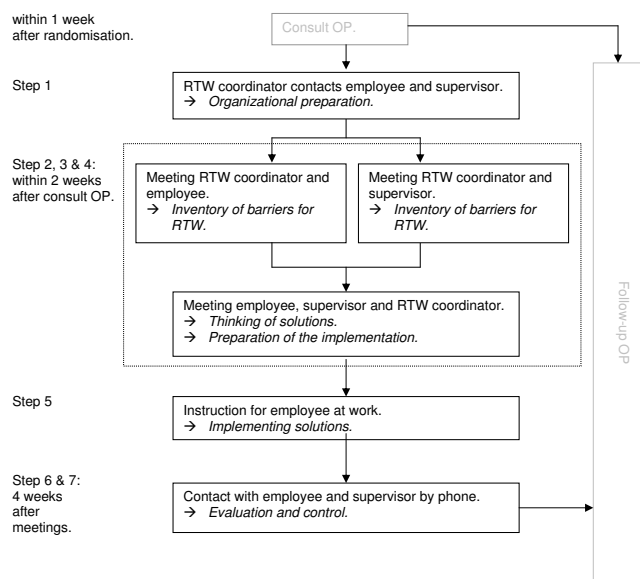 within 1 week
after randomisation.
Consult OP.
Step 1
RTW coordinator contacts employee and supervisor.
→ Organizational preparation.
Step 2, 3 & 4:
within 2 weeks
after consult OP.
Meeting RTW coordinator and
employee.
→ Inventory of barriers for
RTW.
Meeting RTW coordinator and
supervisor.
→ Inventory of barriers for
RTW.
Meeting employee, supervisor and RTW coordinator.
→ Thinking of solutions.
→ Preparation of the implementation.
Follow-up OP
Step 5
Instruction for employee at work.
→ Implementing solutions.
Step 6 & 7:
4 weeks
after
meetings.
Contact with employee and supervisor by phone.
→ Evaluation and control.